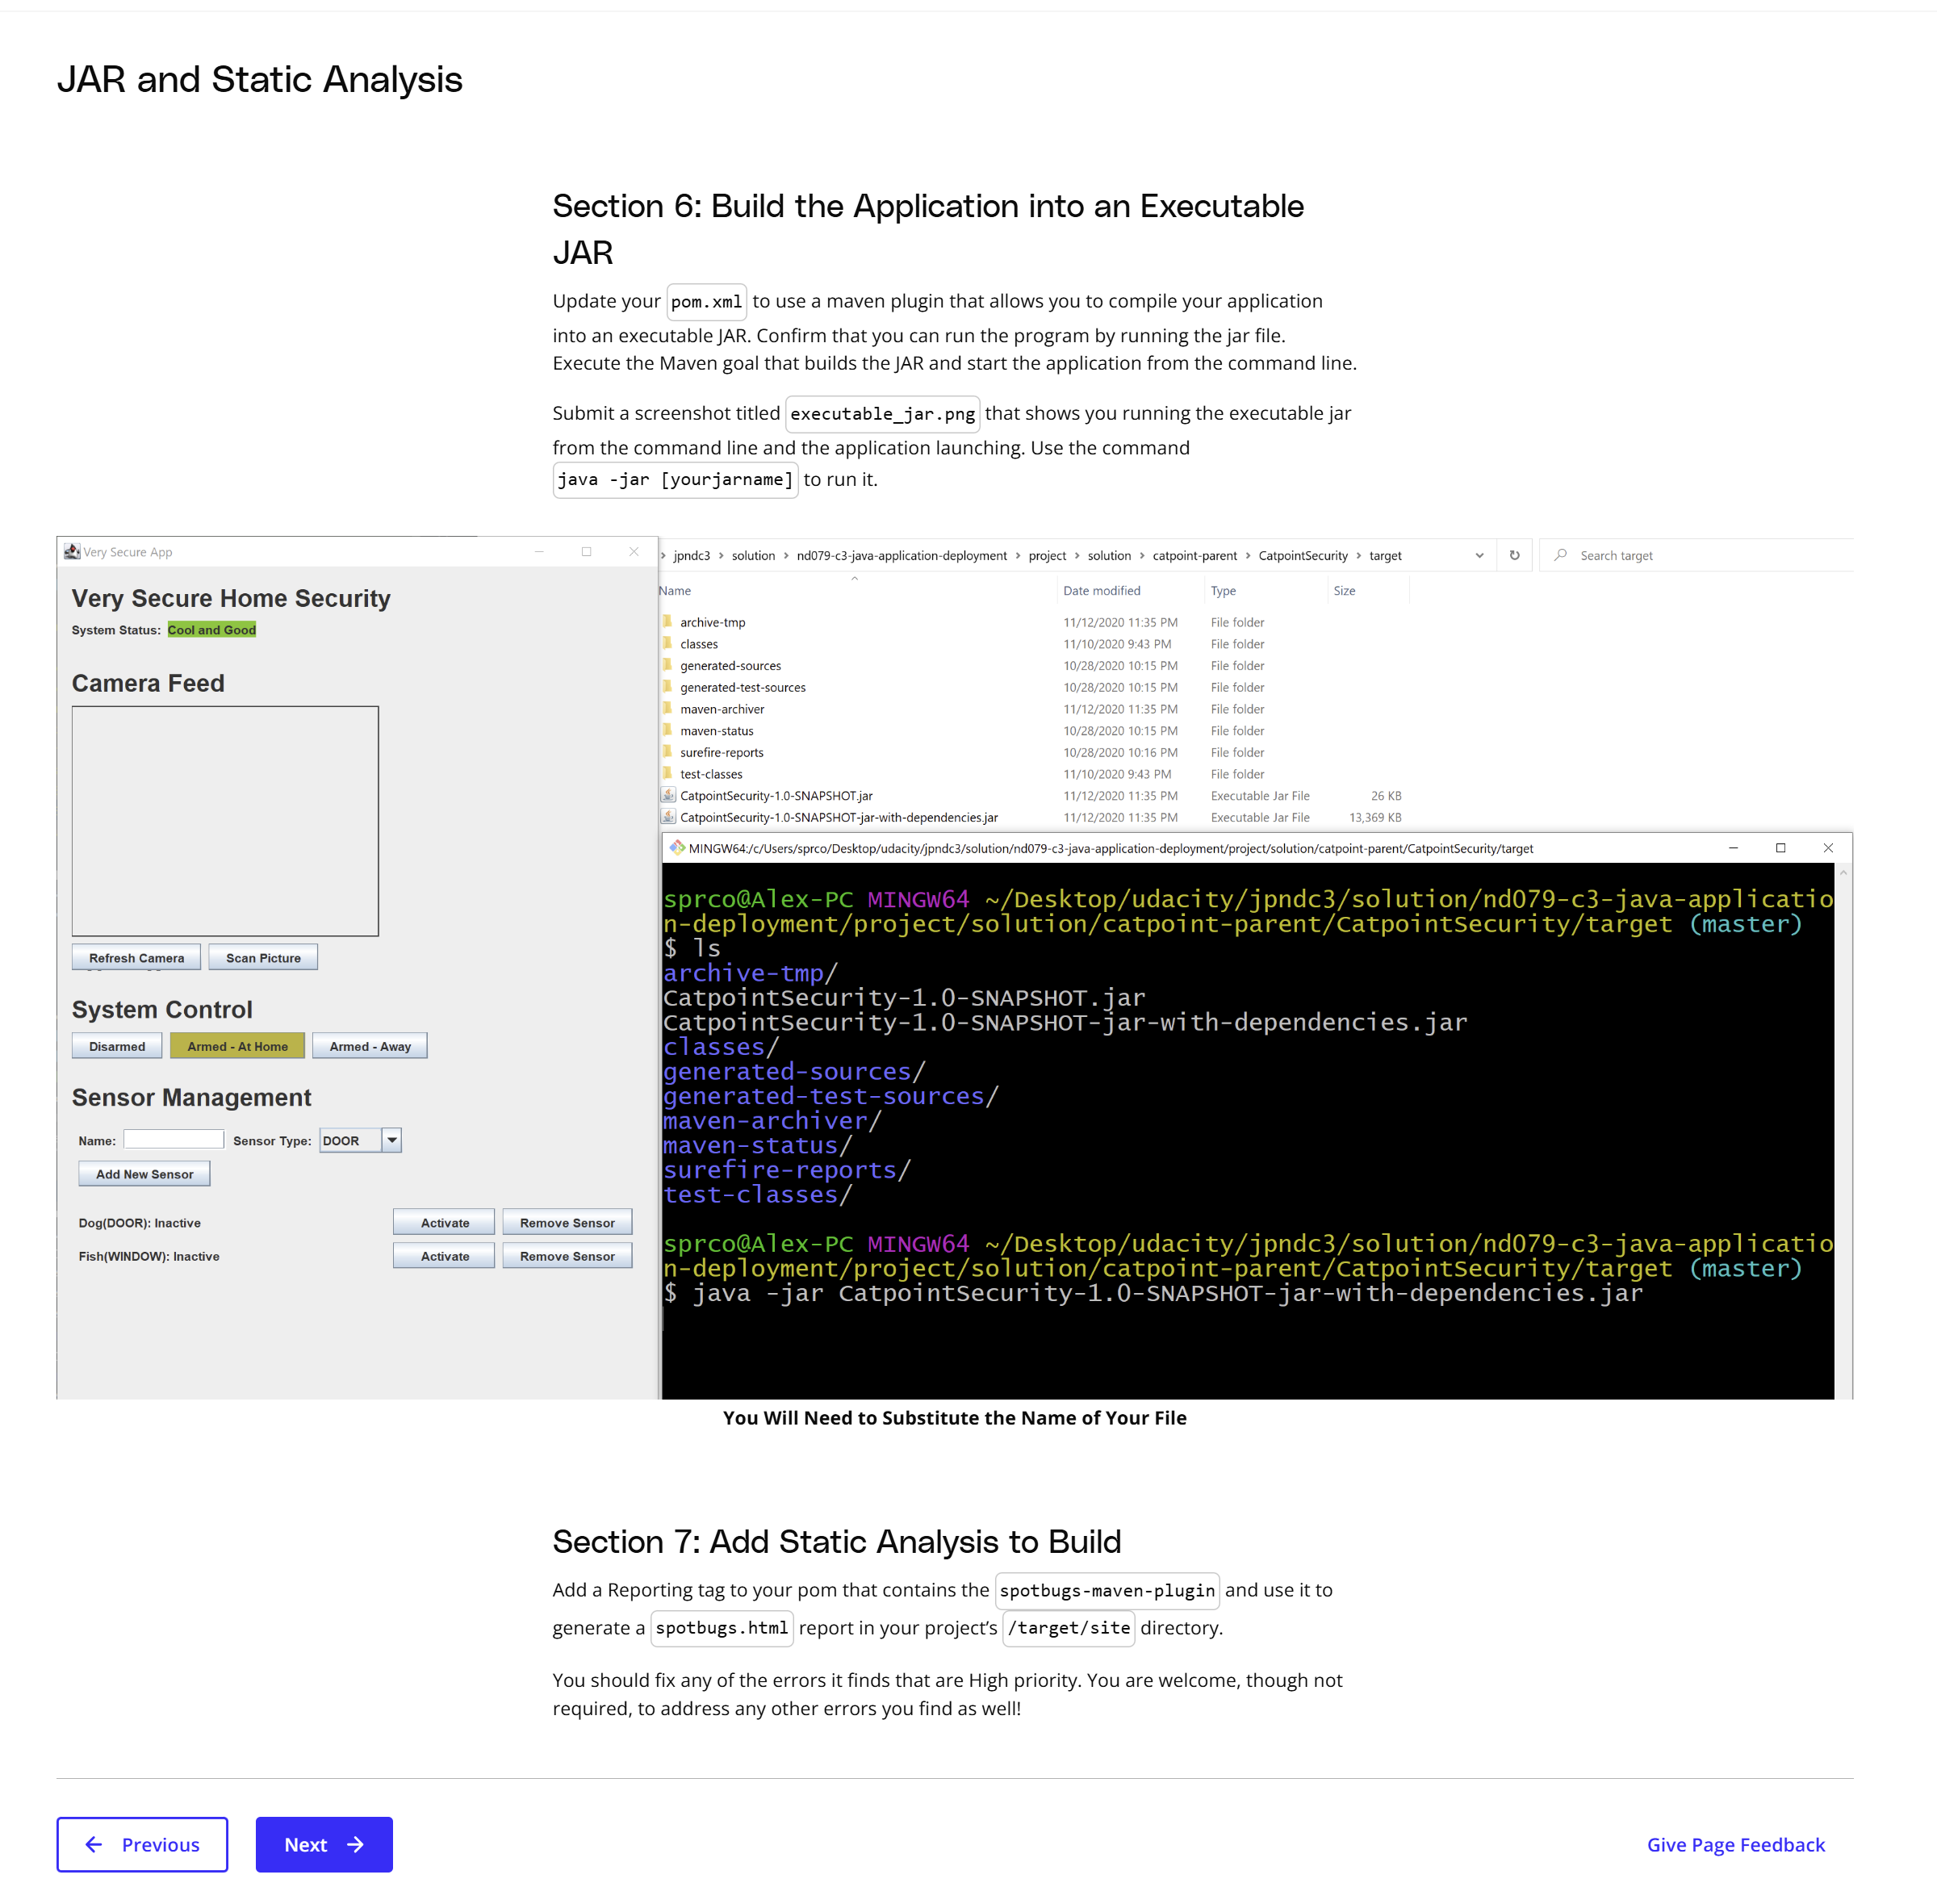 JAR and Static Analysis
Section 6: Build the Application into an Executable
JAR
Update your pom.xml to use a maven plugin that allows you to compile your application
into an executable JAR. Confirm that you can run the program by running the jar file.
Execute the Maven goal that builds the JAR and start the application from the command line.
Submit a screenshot titled executable_jar.png that shows you running the executable jar
from the command line and the application launching. Use the command
java -jar [yourjarname] to run it.
Very Secure App
Very Secure Home Security
System Status: Cool and Good
Camera Feed
Refresh Camera Scan Picture
System Control
Disarmed Armed - At Home Armed - Away
Sensor Management
Name: Sensor Type: DOOR
Add New Sensor
Dog(DOOR): Inactive Activate Remove Sensor
Fish(WINDOW): Inactive Activate Remove Sensor
› jpndc3 › solution › nd079-c3-java-application-deployment › project › solution › catpoint-parent › CatpointSecurity › target Search target
Name Date modified Type Size
archive-tmp 11/12/2020 11:35 PM File folder
classes 11/10/2020 9:43 PM File folder
generated-sources 10/28/2020 10:15 PM File folder
generated-test-sources 10/28/2020 10:15 PM File folder
maven-archiver 11/12/2020 11:35 PM File folder
maven-status 10/28/2020 10:15 PM File folder
surefire-reports 10/28/2020 10:16 PM File folder
test-classes 11/10/2020 9:43 PM File folder
CatpointSecurity-1.0-SNAPSHOT.jar 11/12/2020 11:35 PM Executable Jar File 26 KB
CatpointSecurity-1.0-SNAPSHOT-jar-with-dependencies.jar 11/12/2020 11:35 PM Executable Jar File 13,369 KB
MINGW64:/c/Users/sprco/Desktop/udacity/jpndc3/solution/nd079-c3-java-application-deployment/project/solution/catpoint-parent/CatpointSecurity/target
sprco@Alex-PC MINGW64 ~/Desktop/udacity/jpndc3/solution/nd079-c3-java-applicatio
n-deployment/project/solution/catpoint-parent/CatpointSecurity/target (master)
$ ls
archive-tmp/
CatpointSecurity-1.0-SNAPSHOT.jar
CatpointSecurity-1.0-SNAPSHOT-jar-with-dependencies.jar
classes/
generated-sources/
generated-test-sources/
maven-archiver/
maven-status/
surefire-reports/
test-classes/
sprco@Alex-PC MINGW64 ~/Desktop/udacity/jpndc3/solution/nd079-c3-java-applicatio
n-deployment/project/solution/catpoint-parent/CatpointSecurity/target (master)
$ java -jar CatpointSecurity-1.0-SNAPSHOT-jar-with-dependencies.jar
You Will Need to Substitute the Name of Your File
Section 7: Add Static Analysis to Build
Add a Reporting tag to your pom that contains the spotbugs-maven-plugin and use it to
generate a spotbugs.html report in your project’s /target/site directory.
You should fix any of the errors it finds that are High priority. You are welcome, though not
required, to address any other errors you find as well!
← Previous
Next →
Give Page Feedback